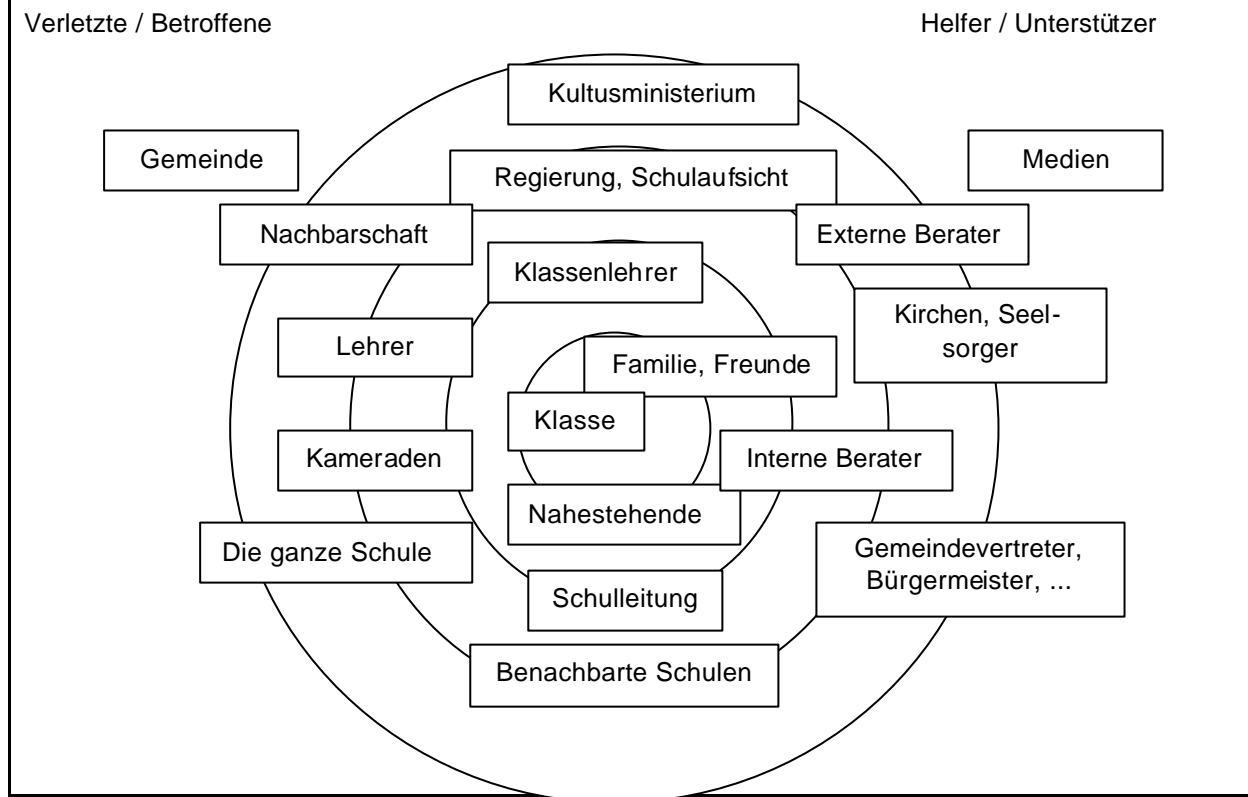 Verletzte / Betroffene
Helfer / Unterstützer
Kultusministerium
Gemeinde
Medien
Regierung, Schulaufsicht
Nachbarschaft
Externe Berater
Klassenlehrer
Kirchen, Seel-
sorger
Lehrer
Familie, Freunde
Klasse
Kameraden
Interne Berater
Nahestehende
Die ganze Schule
Gemeindevertreter,
Bürgermeister, ...
Schulleitung
Benachbarte Schulen